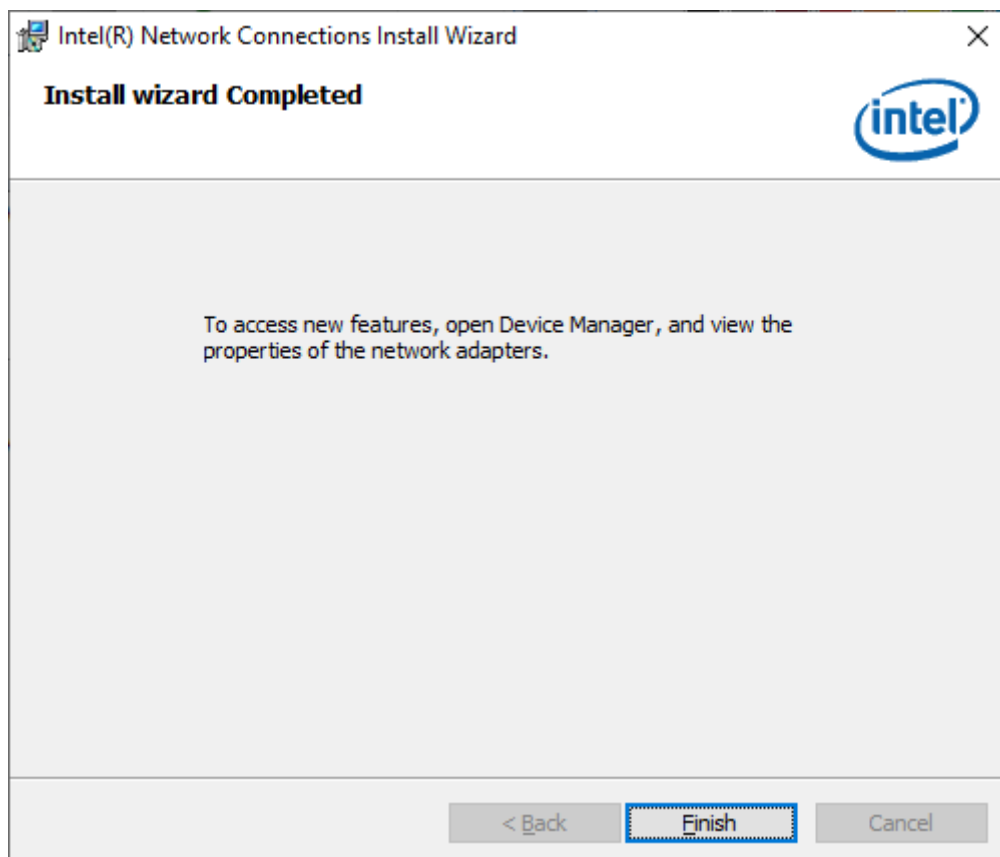 Intel(R) Network Connections Install Wizard
Install wizard Completed
intel
To access new features, open Device Manager, and view the
properties of the network adapters.
< Back
Finish
Cancel